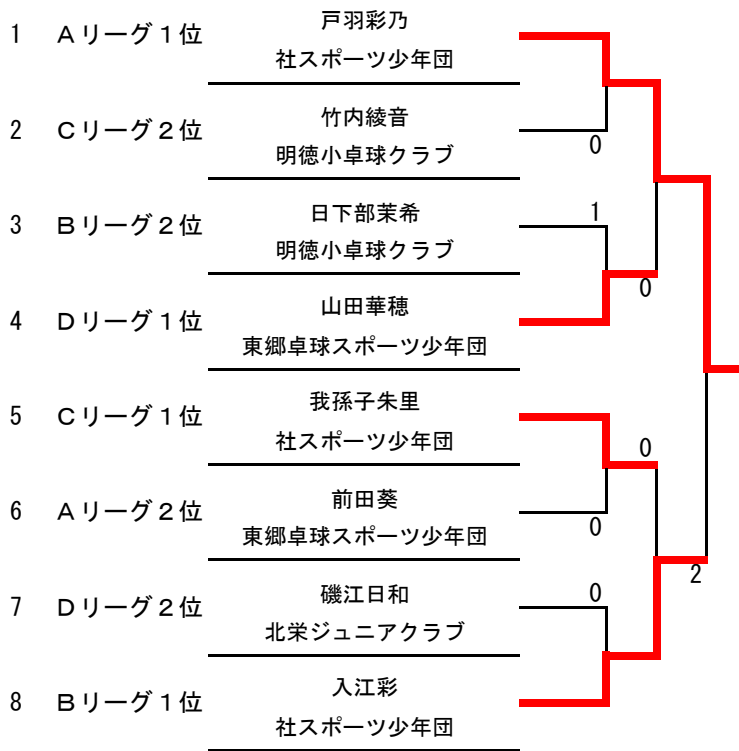 1 Aリーグ1位 戸羽彩乃
社スポーツ少年団
2 Cリーグ2位 竹内綾音
明徳小卓球クラブ
0
3 Bリーグ2位 日下部茉希
明徳小卓球クラブ
1
0
4 Dリーグ1位 山田華穂
東郷卓球スポーツ少年団
5 Cリーグ1位 我孫子朱里
社スポーツ少年団
0
6 Aリーグ2位 前田葵
東郷卓球スポーツ少年団
0
2
7 Dリーグ2位 磯江日和
北栄ジュニアクラブ
0
8 Bリーグ1位 入江彩
社スポーツ少年団